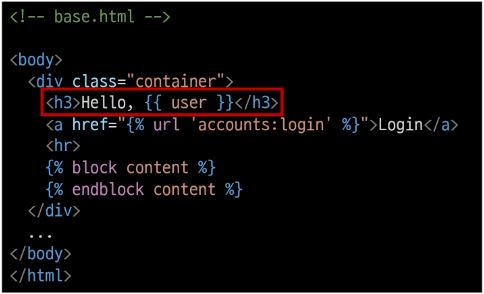 <!-- base.html -->
<body>
<div class="container">
<h3>Hello, {{ user }}</h3>
<a href="{% url 'accounts:login' %}">Login</a>
<hr>
{% block content %}
{% endblock content %}
</div>
...
</body>
</html>